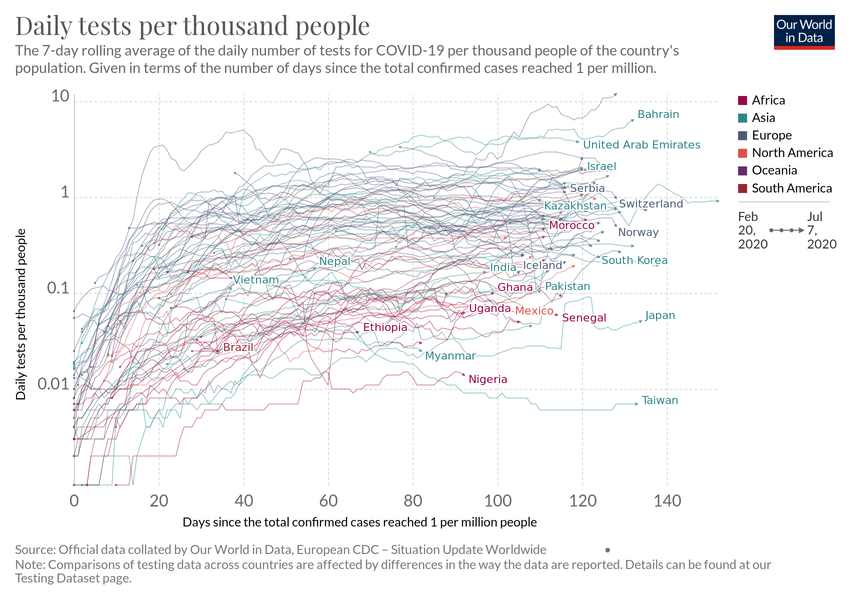 Daily tests per thousand people
The 7-day rolling average of the daily number of tests for COVID-19 per thousand people of the country's
population. Given in terms of the number of days since the total confirmed cases reached 1 per million.
Our World
in Data
10
1
0.1
0.01
Daily tests per thousand people
Bahrain
United Arab Emirates
Israel
Serbia
Switzerland
Kazakhstan
Morocco
Norway
Nepal
South Korea
India
Iceland
Vietnam
Ghana
Pakistan
Uganda
Mexico
Senegal
Japan
Ethiopia
Brazil
Myanmar
Nigeria
Taiwan
Africa
Asia
Europe
North America
Oceania
South America
Feb
20,
2020
Jul
7,
2020
0
20
40
60
80
100
120
140
Days since the total confirmed cases reached 1 per million people
Source: Official data collated by Our World in Data, European CDC – Situation Update Worldwide
Note: Comparisons of testing data across countries are affected by differences in the way the data are reported. Details can be found at our
Testing Dataset page.